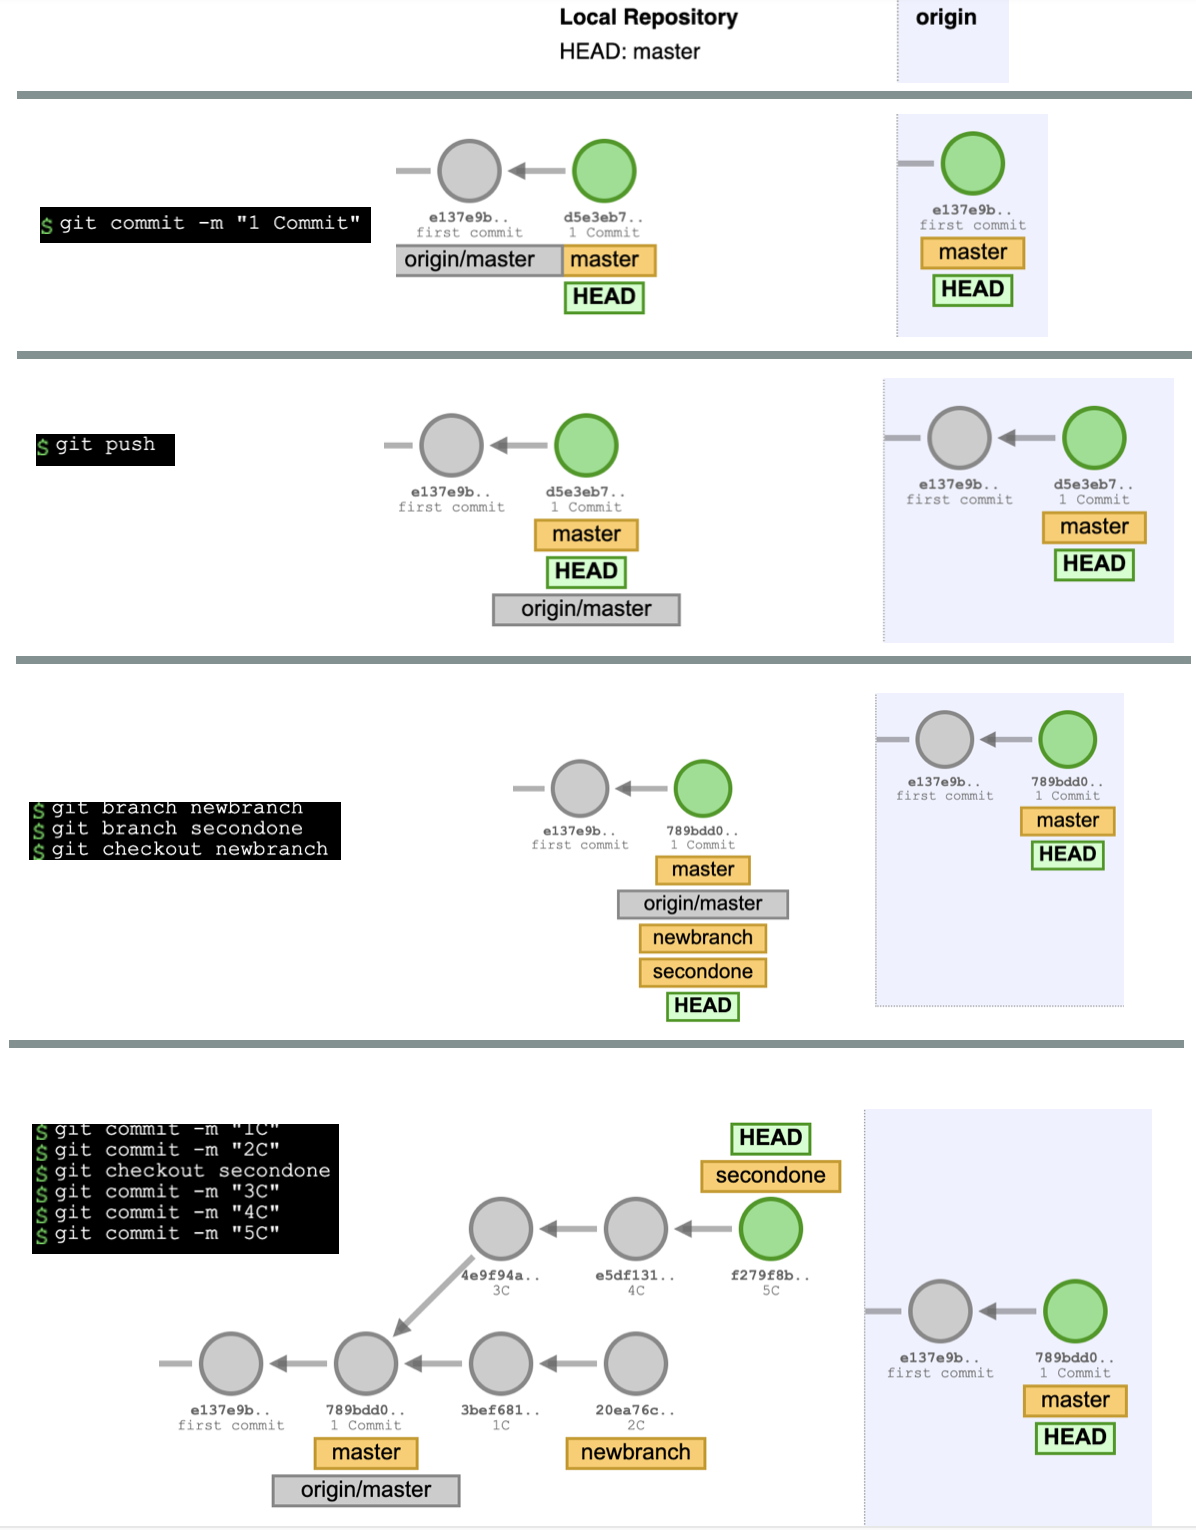 Local Repository
origin
HEAD: master
$ git commit -m "1 Commit"
e137e9b..
first commit
origin/master
d5e3eb7..
1 Commit
master
HEAD
e137e9b..
first commit
master
HEAD
$ git push
e137e9b..
first commit
d5e3eb7..
1 Commit
master
HEAD
origin/master
e137e9b..
first commit
d5e3eb7..
1 Commit
master
HEAD
$ git branch newbranch
$ git branch secondone
$ git checkout newbranch
e137e9b..
first commit
789bdd0..
1 Commit
master
origin/master
newbranch
secondone
HEAD
e137e9b..
first commit
789bdd0..
1 Commit
master
HEAD
$ git commit -m "1C"
$ git commit -m "2C"
$ git checkout secondone
$ git commit -m "3C"
$ git commit -m "4C"
$ git commit -m "5C"
HEAD
secondone
4e9f94a..
3C
e5df131..
4C
f279f8b..
5C
e137e9b..
first commit
789bdd0..
1 Commit
master
origin/master
3bef681..
1C
20ea76c..
2C
newbranch
e137e9b..
first commit
789bdd0..
1 Commit
master
HEAD